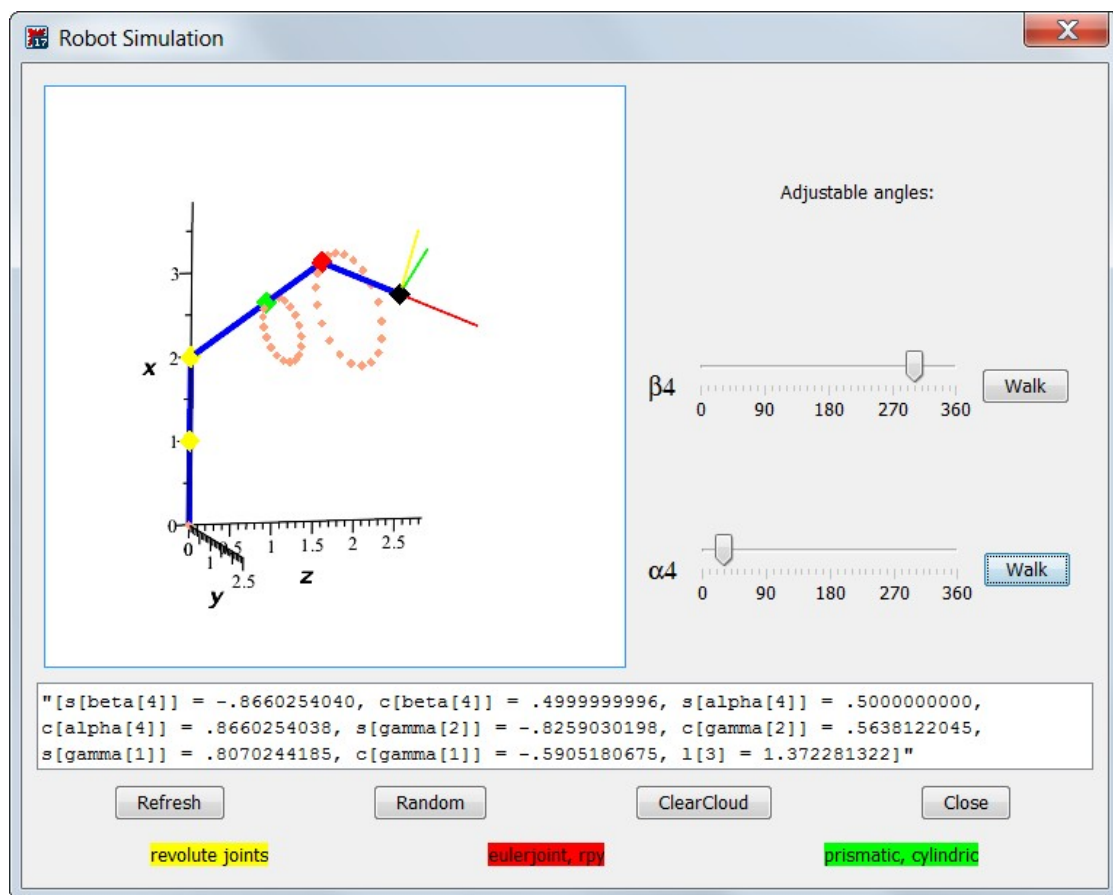 Robot Simulation
Adjustable angles:
3
2
x
1
0
0 0.5 1 1.5 2 2.5
1
2.5
z
y
β4
0 90 180 270 360
Walk
α4
0 90 180 270 360
Walk
"[s[beta[4]] = -.8660254040, c[beta[4]] = .4999999996, s[alpha[4]] = .5000000000,
c[alpha[4]] = .8660254038, s[gamma[2]] = -.8259030198, c[gamma[2]] = .5638122045,
s[gamma[1]] = .8070244185, c[gamma[1]] = -.5905180675, l[3] = 1.372281322]"
Refresh Random ClearCloud Close
revolute joints eulerjoint, rpy prismatic, cylindric